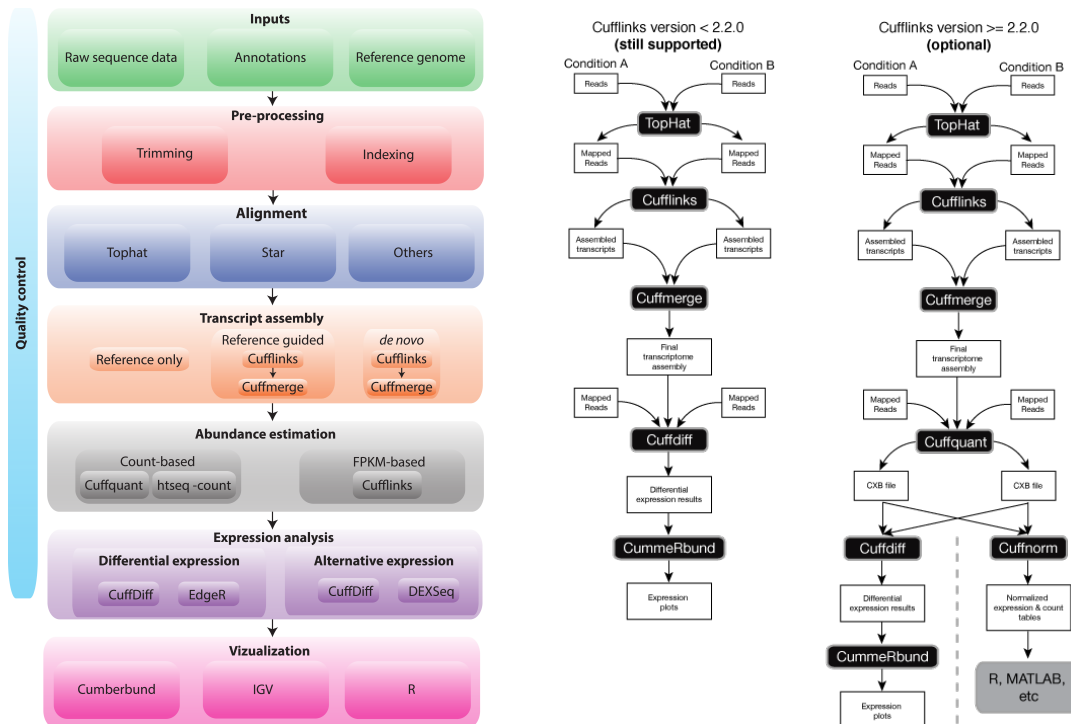 Quality control
Inputs
Raw sequence data
Annotations
Reference genome
Pre-processing
Trimming
Indexing
Alignment
Tophat
Star
Others
Transcript assembly
Reference only
Reference guided
Cufflinks
Cuffmerge
de novo
Cufflinks
Cuffmerge
Abundance estimation
Count-based
Cuffquant
htseq -count
FPKM-based
Cufflinks
Expression analysis
Differential expression
CuffDiff
EdgeR
Alternative expression
CuffDiff
DEXSeq
Vizualization
Cumberbund
IGV
R
Cufflinks version < 2.2.0
(still supported)
Condition A
Condition B
Reads
Reads
TopHat
Mapped
Reads
Mapped
Reads
Cufflinks
Assembled
transcripts
Assembled
transcripts
Cuffmerge
Final
transcriptome
assembly
Mapped
Reads
Mapped
Reads
Cuffdiff
Differential
expression results
CummeRbund
Expression
plots
Cufflinks version >= 2.2.0
(optional)
Condition A
Condition B
Reads
Reads
TopHat
Mapped
Reads
Mapped
Reads
Cufflinks
Assembled
transcripts
Assembled
transcripts
Cuffmerge
Final
transcriptome
assembly
Mapped
Reads
Mapped
Reads
Cuffquant
CXB file
CXB file
Cuffdiff
Cuffnorm
Differential
expression results
Normalized
expression & count
tables
CummeRbund
R, MATLAB,
etc
Expression
plots